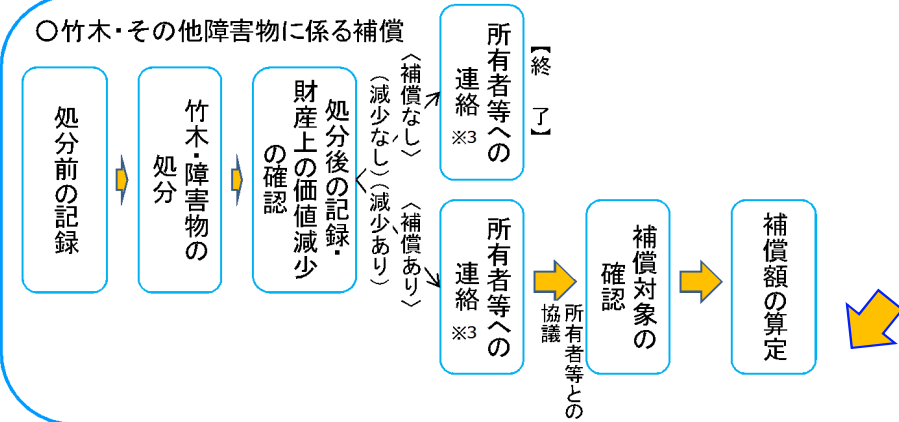 ○竹木・その他障害物に係る補償
処分前の記録
竹木・障害物の
処分
処分後の記録・
財産上の価値減少
の確認
（減少なし）
〈補償なし〉
所有者等への
連絡
※3
【終　了】
（減少あり）
〈補償あり〉
所有者等への
連絡
※3
所有者等との
協議
補償対象の
確認
補償額の算定